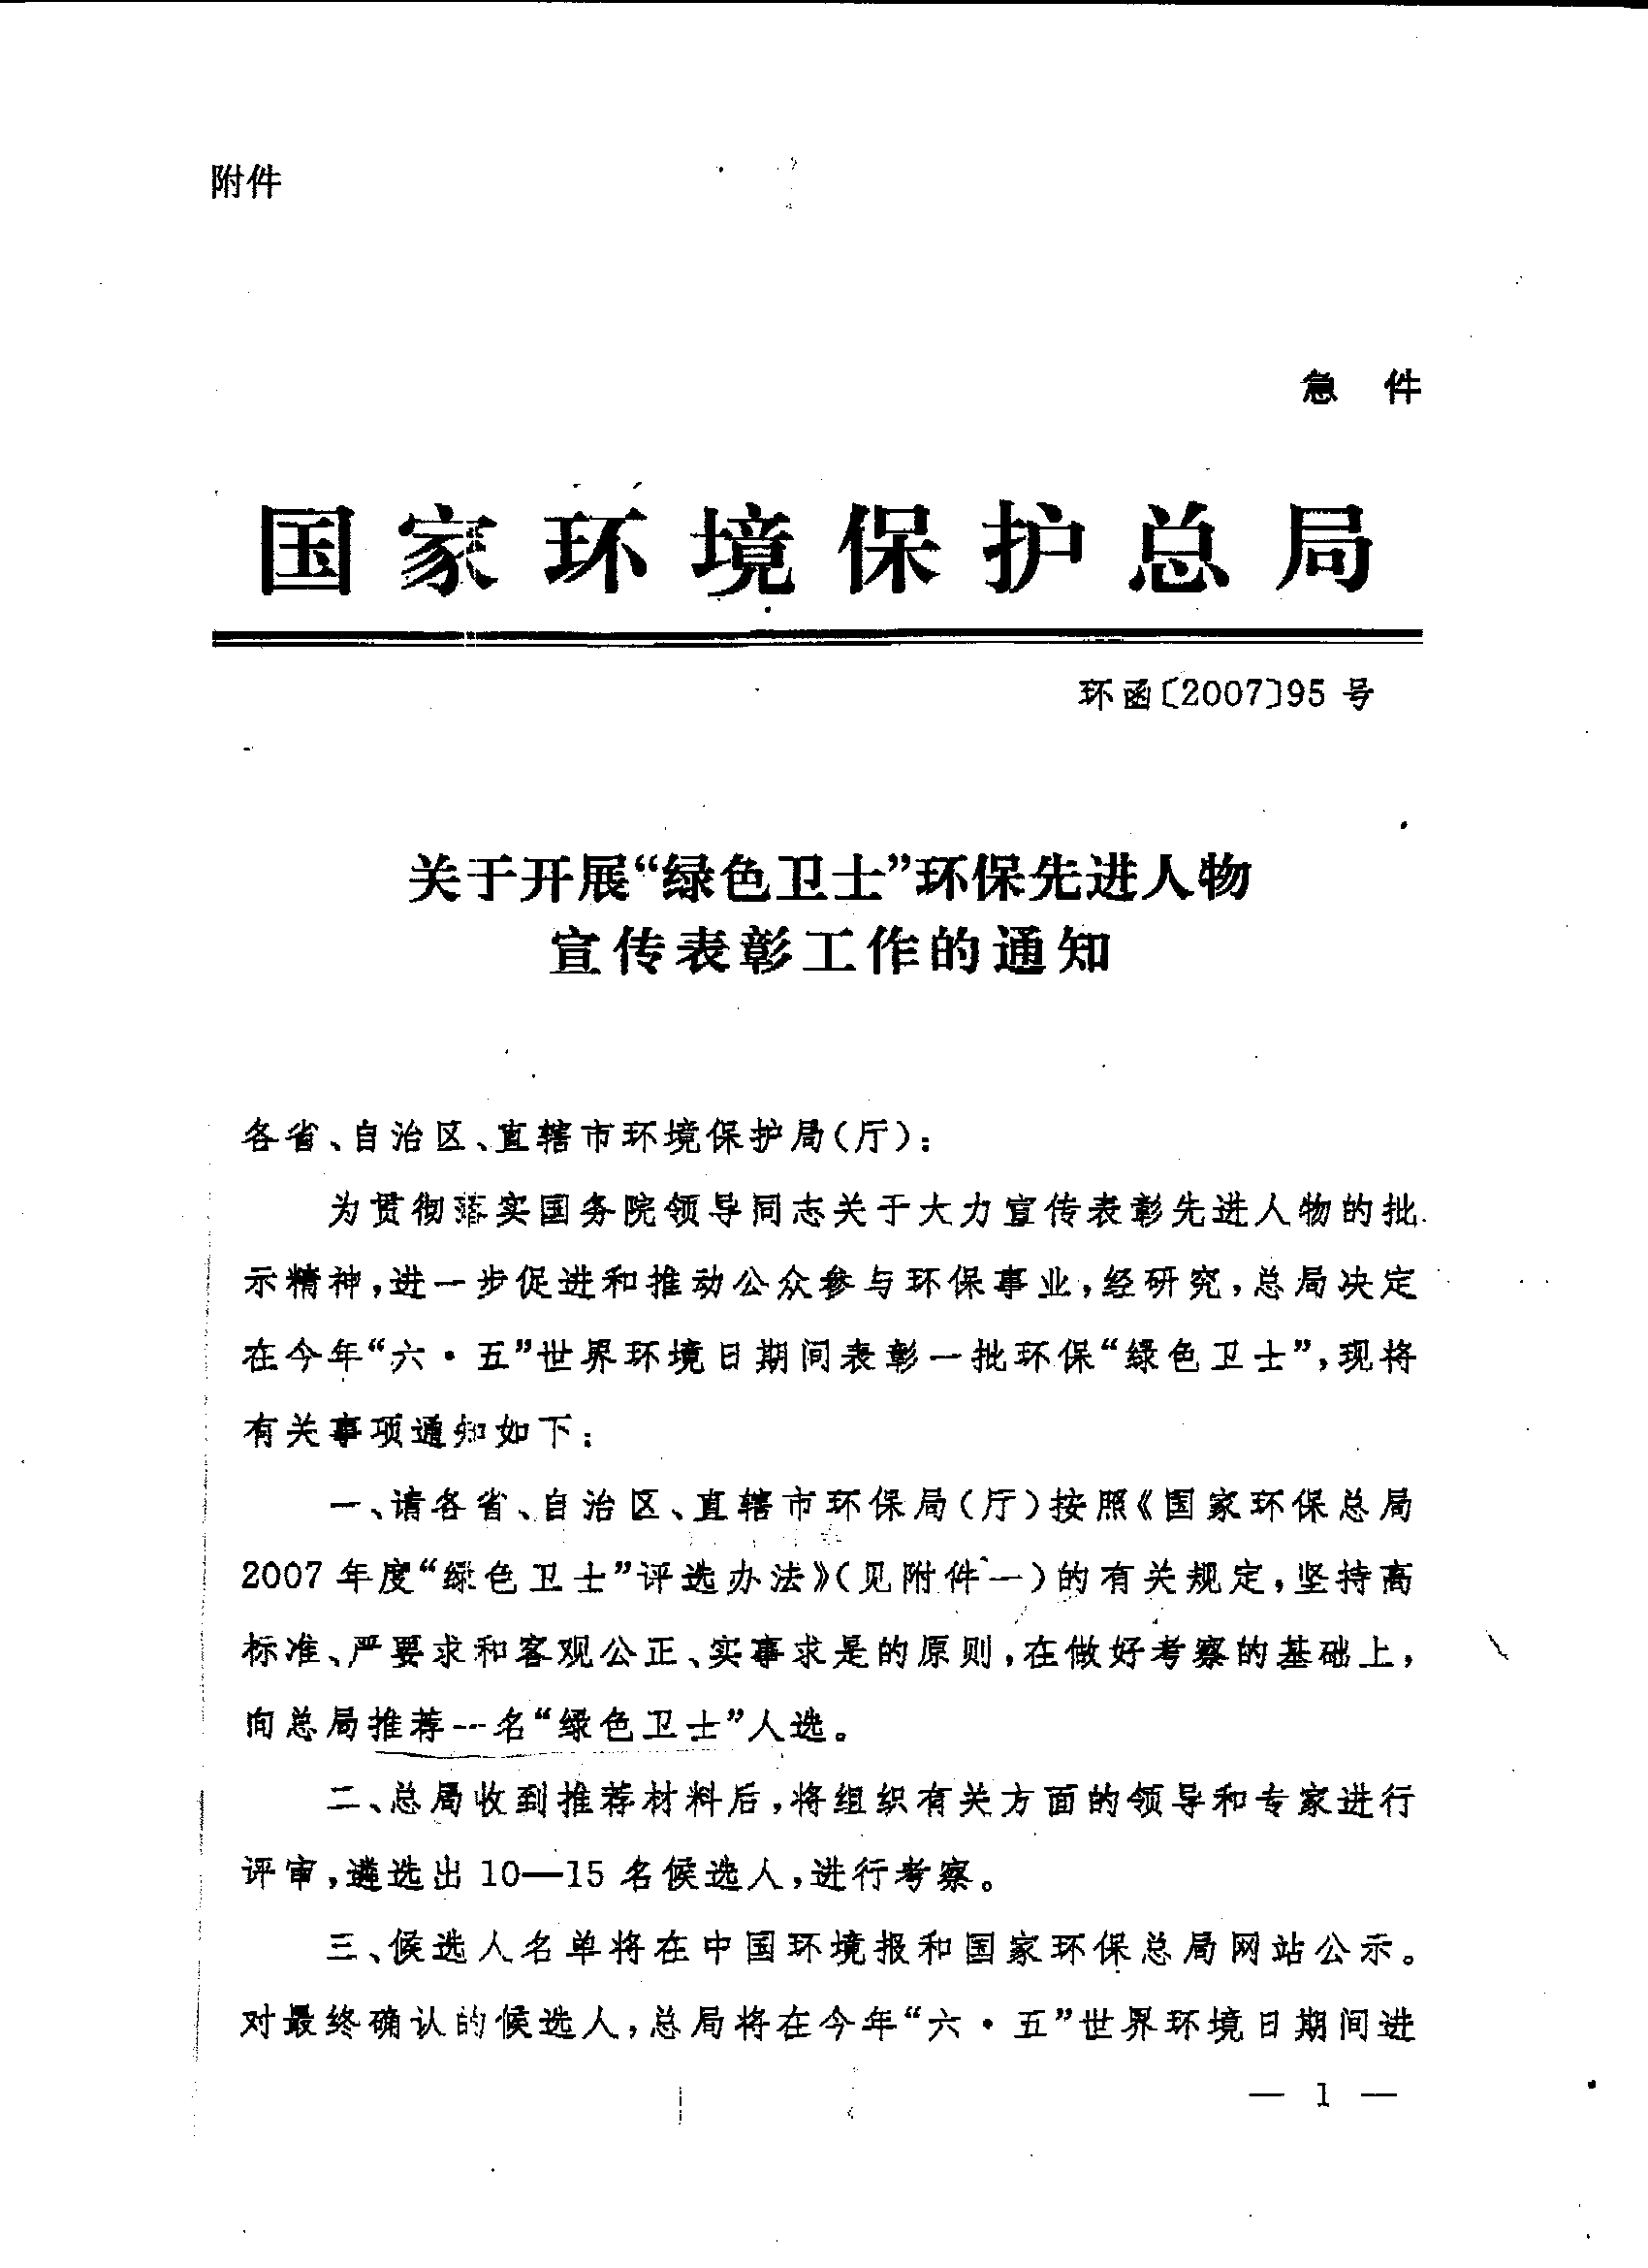 附件
急 件
国家环境保护总局
环函〔2007〕95 号
关于开展“绿色卫士”环保先进人物
宣传表彰工作的通知
各省、自治区、直辖市环境保护局(厅)：
为贯彻落实国务院领导同志关于大力宣传表彰先进人物的批
示精神，进一步促进和推动公众参与环保事业，经研究，总局决定
在今年“六·五”世界环境日期间表彰一批环保“绿色卫士”，现将
有关事项通知如下：
一、请各省、自治区、直辖市环保局(厅)按照《国家环保总局
2007 年度“绿色卫士”评选办法》(见附件一)的有关规定，坚持高
标准、严要求和客观公正、实事求是的原则，在做好考察的基础上，
向总局推荐一名“绿色卫士”人选。
二、总局收到推荐材料后，将组织有关方面的领导和专家进行
评审，遴选出 10—15 名候选人，进行考察。
三、候选人名单将在中国环境报和国家环保总局网站公示。
对最终确认的候选人，总局将在今年“六·五”世界环境日期间进
— 1 —